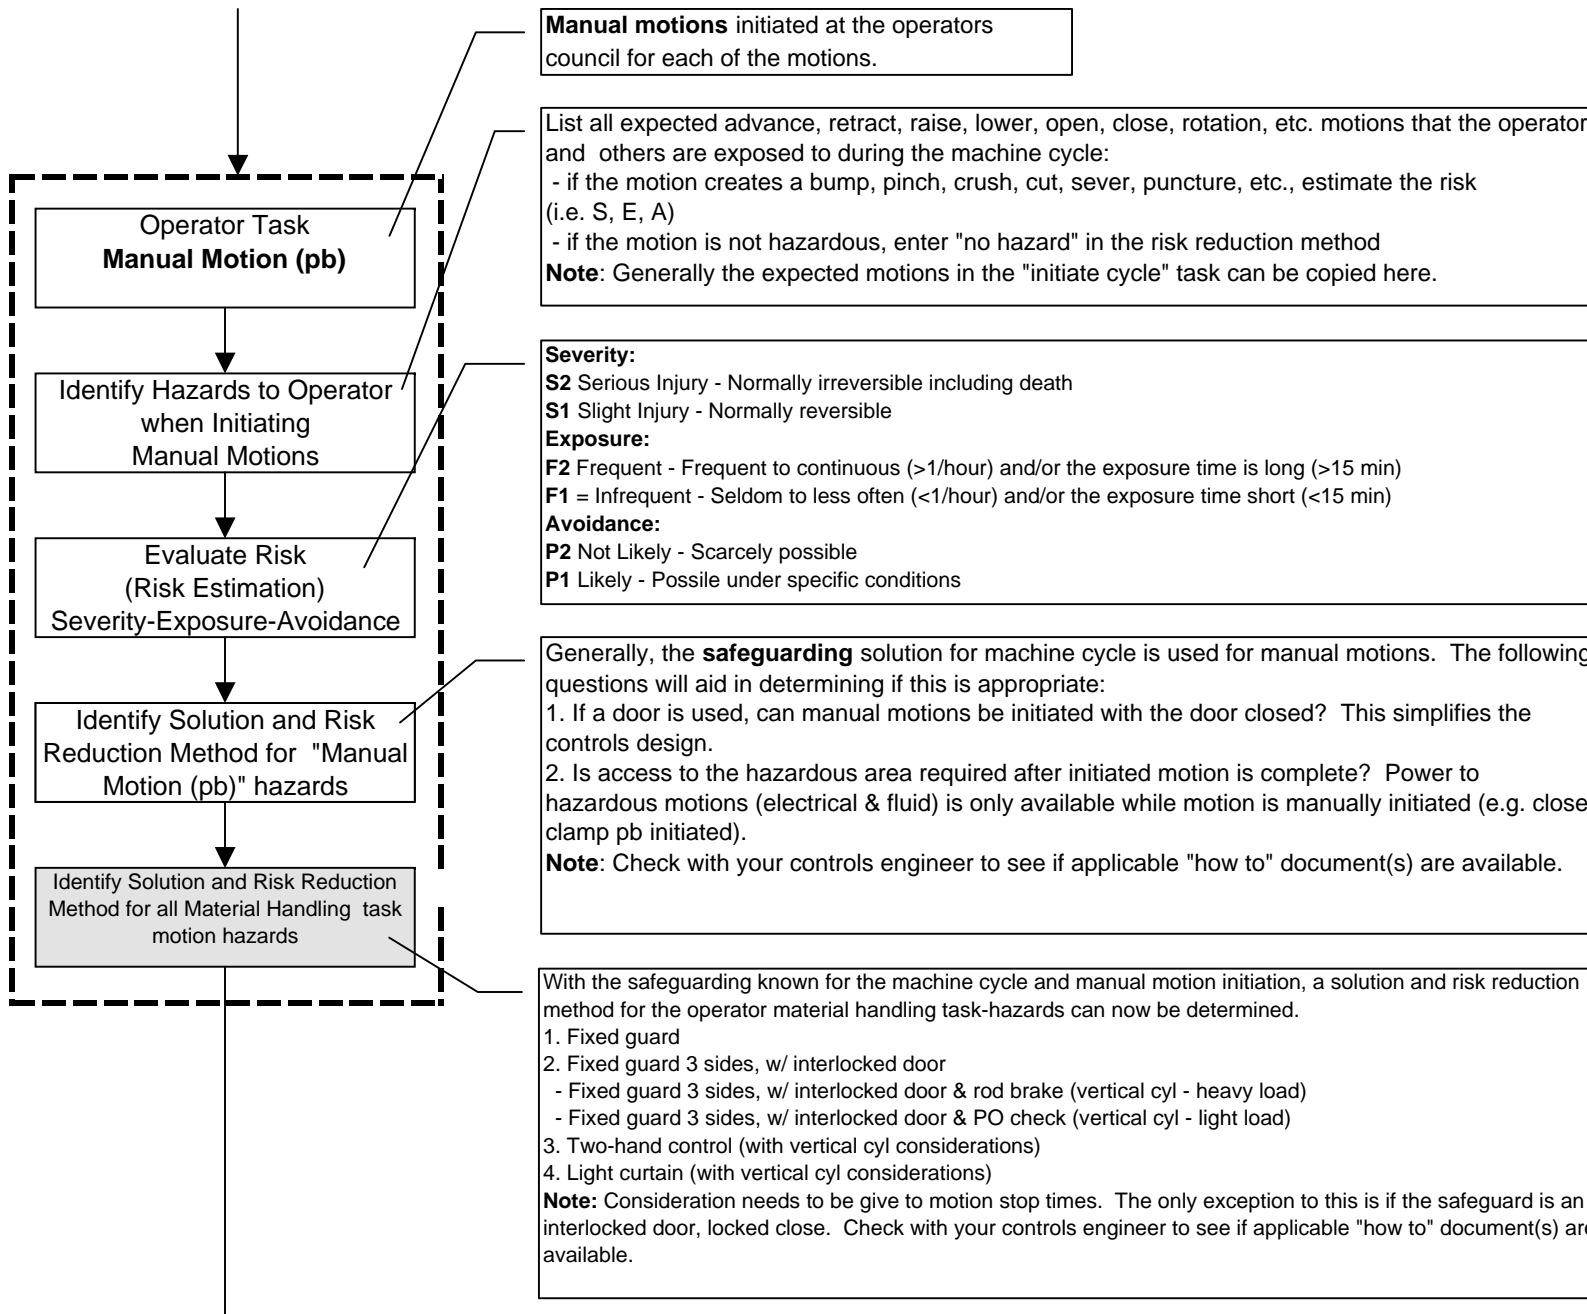 Manual motions initiated at the operators
council for each of the motions.
List all expected advance, retract, raise, lower, open, close, rotation, etc. motions that the operator
and others are exposed to during the machine cycle:
- if the motion creates a bump, pinch, crush, cut, sever, puncture, etc., estimate the risk
(i.e. S, E, A)
- if the motion is not hazardous, enter "no hazard" in the risk reduction method
Note: Generally the expected motions in the "initiate cycle" task can be copied here.
Operator Task
Manual Motion (pb)
Severity:
S2 Serious Injury - Normally irreversible including death
S1 Slight Injury - Normally reversible
Exposure:
F2 Frequent - Frequent to continuous (>1/hour) and/or the exposure time is long (>15 min)
F1 = Infrequent - Seldom to less often (<1/hour) and/or the exposure time short (<15 min)
Avoidance:
P2 Not Likely - Scarcely possible
P1 Likely - Possile under specific conditions
Identify Hazards to Operator
when Initiating
Manual Motions
Evaluate Risk
(Risk Estimation)
Severity-Exposure-Avoidance
Generally, the safeguarding solution for machine cycle is used for manual motions. The following
questions will aid in determining if this is appropriate:
1. If a door is used, can manual motions be initiated with the door closed? This simplifies the
controls design.
2. Is access to the hazardous area required after initiated motion is complete? Power to
hazardous motions (electrical & fluid) is only available while motion is manually initiated (e.g. close
clamp pb initiated).
Note: Check with your controls engineer to see if applicable "how to" document(s) are available.
Identify Solution and Risk
Reduction Method for "Manual
Motion (pb)" hazards
Identify Solution and Risk Reduction
Method for all Material Handling task
motion hazards
With the safeguarding known for the machine cycle and manual motion initiation, a solution and risk reduction
method for the operator material handling task-hazards can now be determined.
1. Fixed guard
2. Fixed guard 3 sides, w/ interlocked door
- Fixed guard 3 sides, w/ interlocked door & rod brake (vertical cyl - heavy load)
- Fixed guard 3 sides, w/ interlocked door & PO check (vertical cyl - light load)
3. Two-hand control (with vertical cyl considerations)
4. Light curtain (with vertical cyl considerations)
Note: Consideration needs to be give to motion stop times. The only exception to this is if the safeguard is an
interlocked door, locked close. Check with your controls engineer to see if applicable "how to" document(s) are
available.